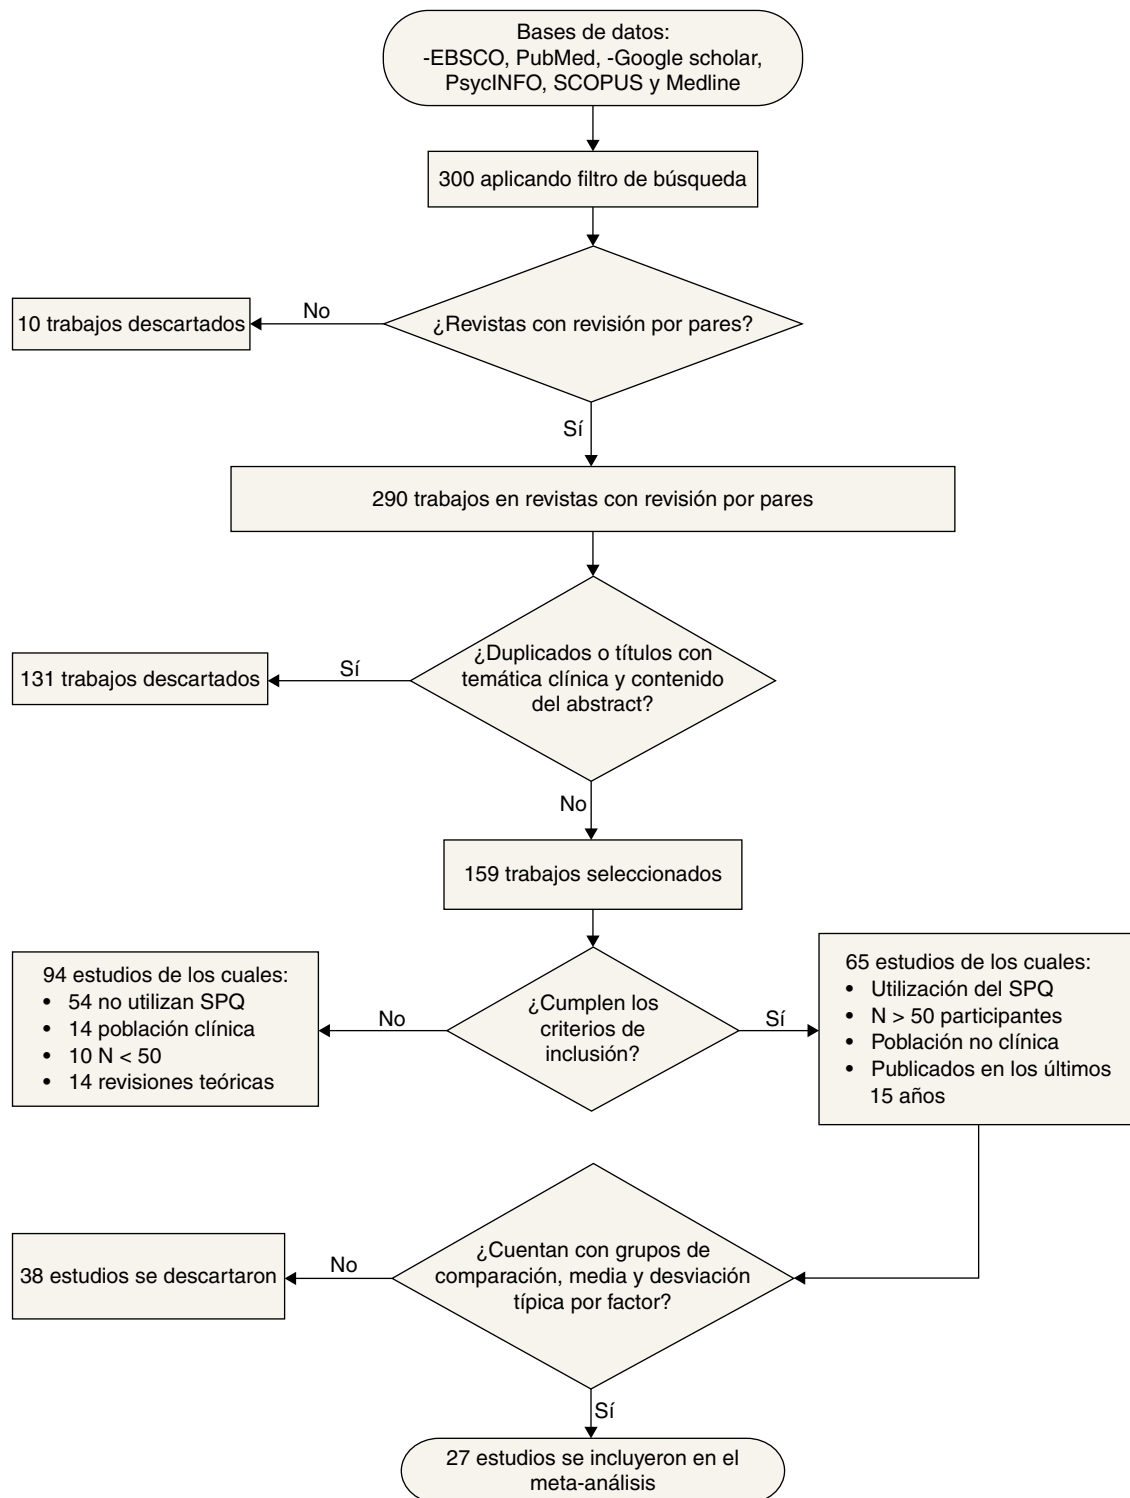 Bases de datos:
-EBSCO, PubMed, -Google scholar,
PsycINFO, SCOPUS y Medline
300 aplicando filtro de búsqueda
¿Revistas con revisión por pares?
No
10 trabajos descartados
Sí
290 trabajos en revistas con revisión por pares
¿Duplicados o títulos con
temática clínica y contenido
del abstract?
Sí
131 trabajos descartados
No
159 trabajos seleccionados
¿Cumplen los
criterios de
inclusión?
No
94 estudios de los cuales:
• 54 no utilizan SPQ
• 14 población clínica
• 10 N < 50
• 14 revisiones teóricas
Sí
65 estudios de los cuales:
• Utilización del SPQ
• N > 50 participantes
• Población no clínica
• Publicados en los últimos
15 años
¿Cuentan con grupos de
comparación, media y desviación
típica por factor?
No
38 estudios se descartaron
Sí
27 estudios se incluyeron en el
meta-análisis